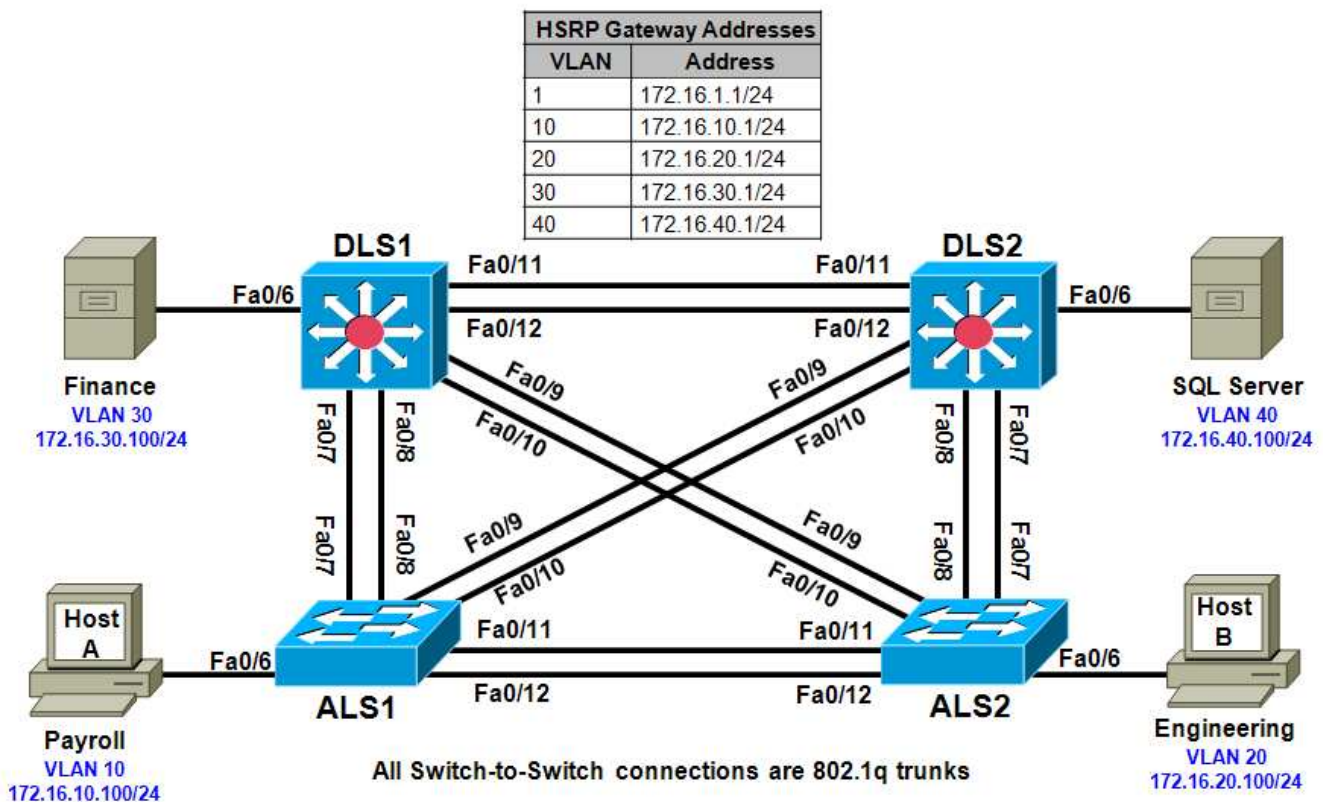 HSRP Gateway Addresses
VLAN Address
1 172.16.1.1/24
10 172.16.10.1/24
20 172.16.20.1/24
30 172.16.30.1/24
40 172.16.40.1/24
DLS1
DLS2
Fa0/11
Fa0/11
Fa0/6
Fa0/6
Fa0/12
Fa0/12
Finance
VLAN 30
172.16.30.100/24
SQL Server
VLAN 40
172.16.40.100/24
Fa0/9
Fa0/9
Fa0/10
Fa0/10
Fa0/7
Fa0/8
Fa0/8
Fa0/7
Fa0/7
Fa0/8
Fa0/8
Fa0/7
Fa0/9
Fa0/9
Fa0/10
Fa0/10
Host
A
Host
B
Fa0/6
Fa0/11
Fa0/11
Fa0/6
Fa0/12
Fa0/12
ALS1
ALS2
Payroll
VLAN 10
172.16.10.100/24
All Switch-to-Switch connections are 802.1q trunks
Engineering
VLAN 20
172.16.20.100/24